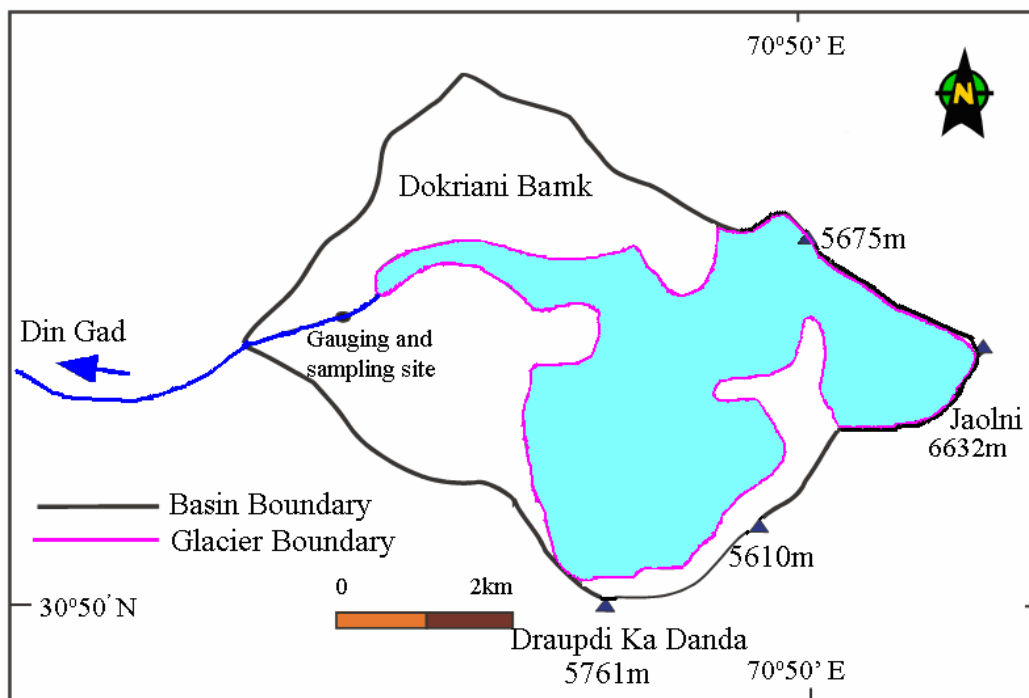 70°50' E
N
Dokriani Bamk
5675m
Din Gad
Gauging and
sampling site
Jaolni
6632m
Basin Boundary
Glacier Boundary
5610m
0 2km
30°50' N
Draupdi Ka Danda
5761m
70°50' E